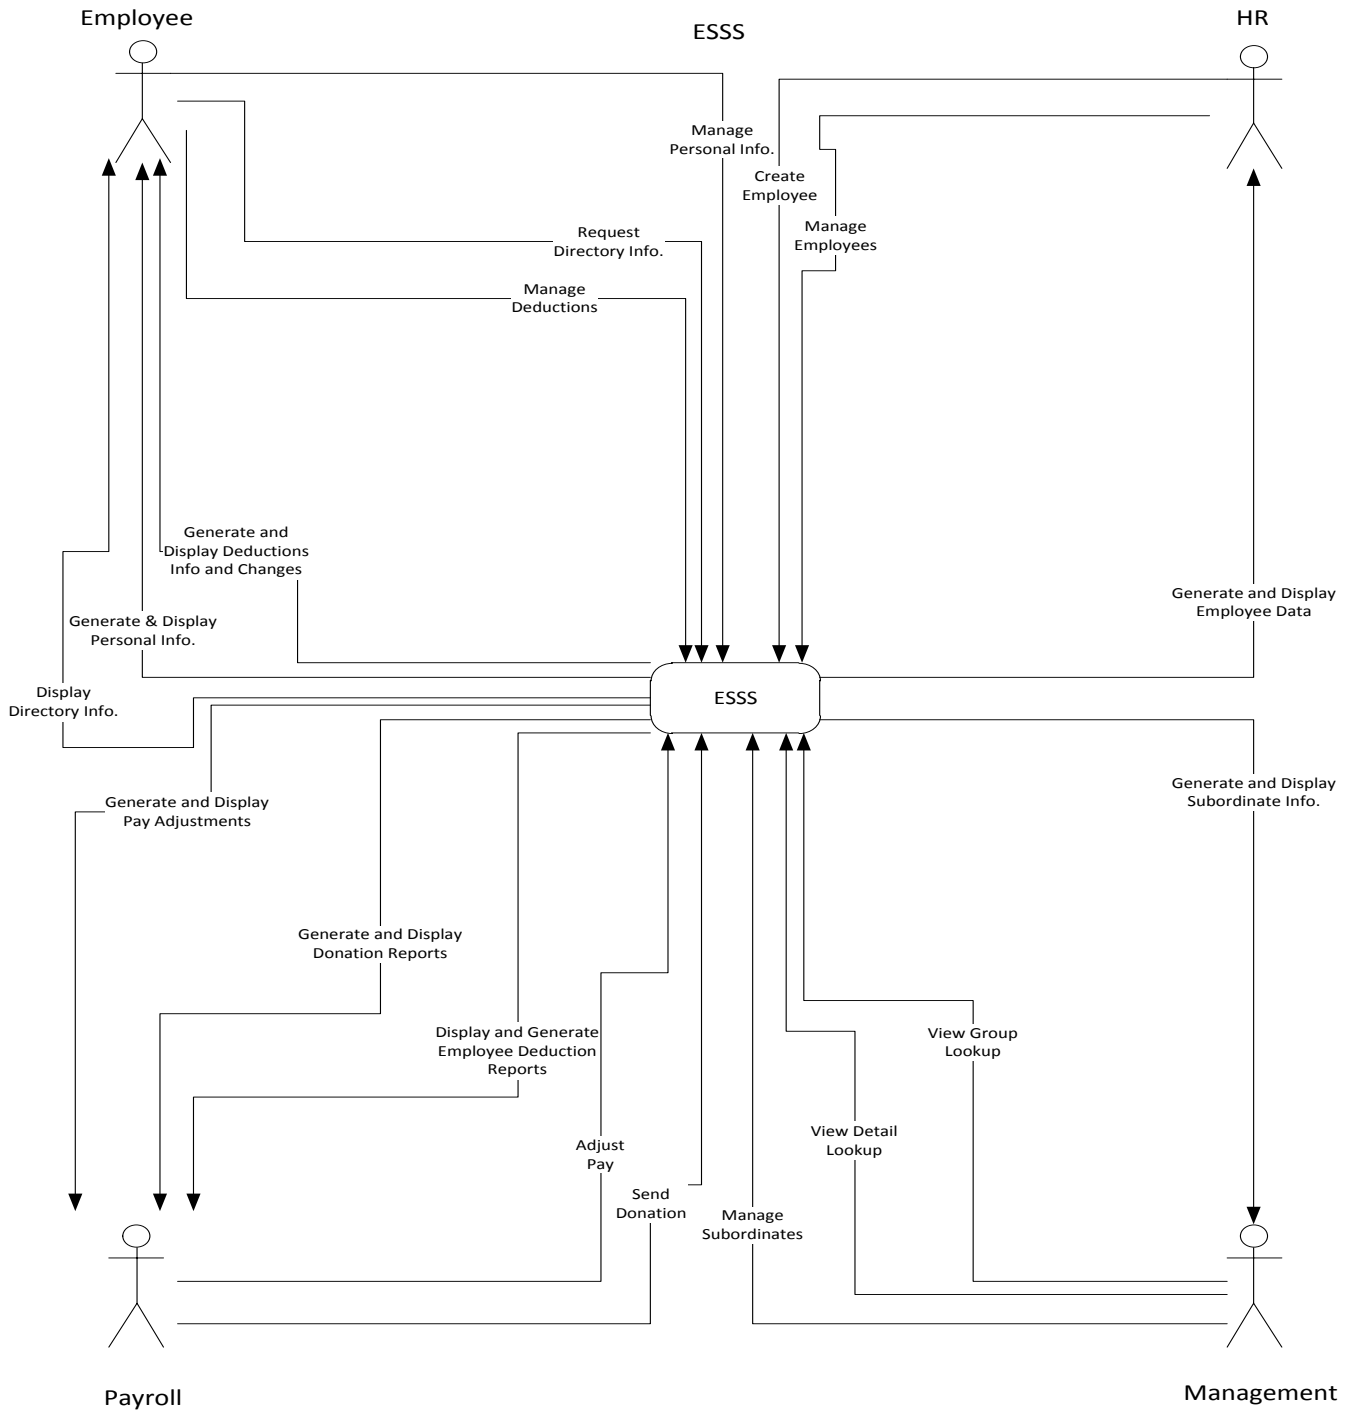 Employee
ESSS
HR
Manage
Personal Info.
Create
Employee
Manage
Employees
Request
Directory Info.
Manage
Deductions
Generate and
Display Deductions
Info and Changes
Generate & Display
Personal Info.
Generate and Display
Employee Data
Display
Directory Info.
ESSS
Generate and Display
Pay Adjustments
Generate and Display
Subordinate Info.
Generate and Display
Donation Reports
Display and Generate
Employee Deduction
Reports
View Group
Lookup
Adjust
Pay
View Detail
Lookup
Send
Donation
Manage
Subordinates
Payroll
Management